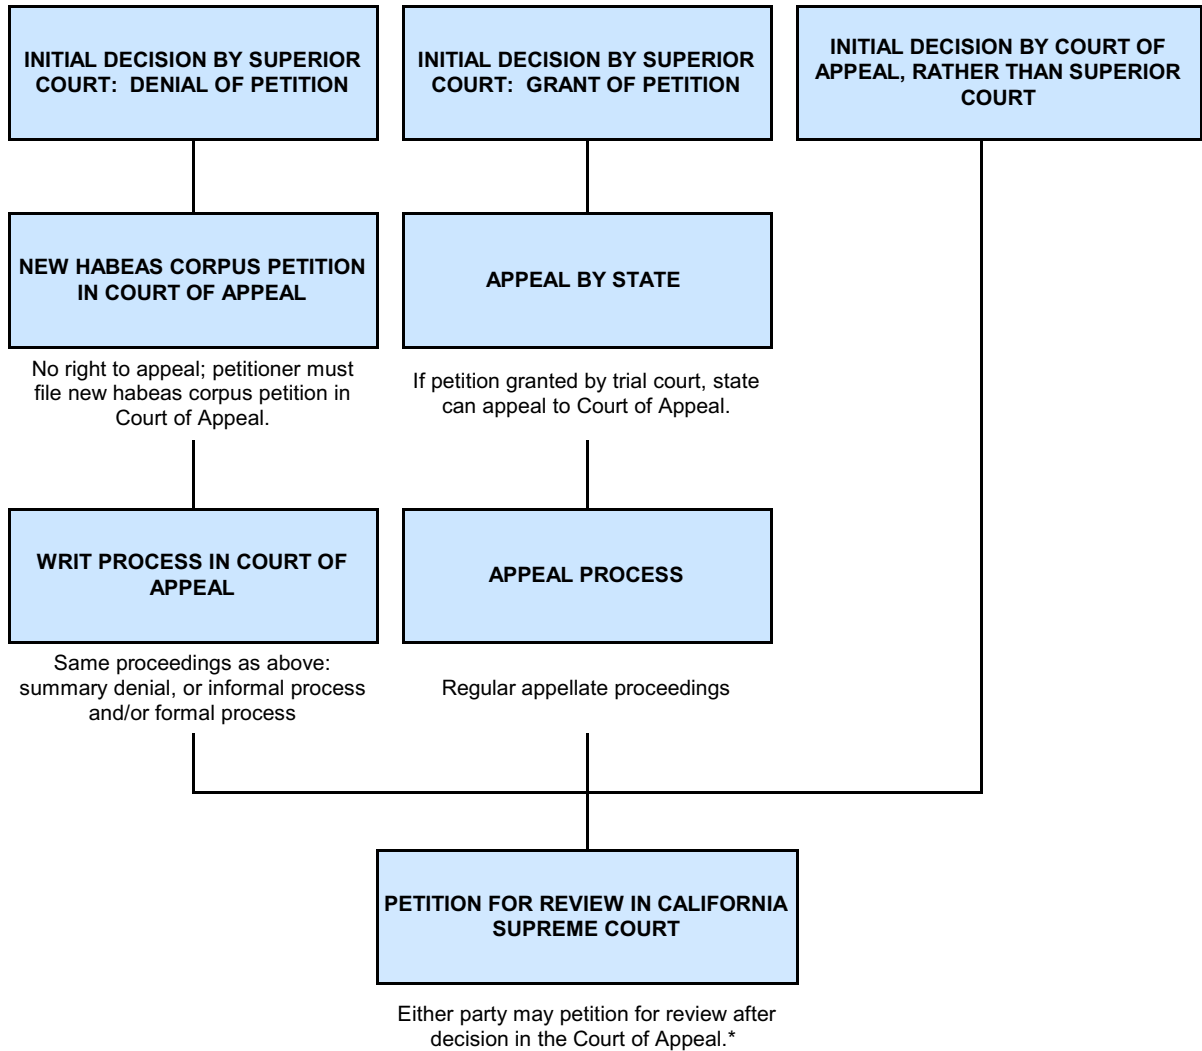 INITIAL DECISION BY SUPERIOR
COURT: DENIAL OF PETITION
INITIAL DECISION BY SUPERIOR
COURT: GRANT OF PETITION
INITIAL DECISION BY COURT OF
APPEAL, RATHER THAN SUPERIOR
COURT
NEW HABEAS CORPUS PETITION
IN COURT OF APPEAL
APPEAL BY STATE
No right to appeal; petitioner must
file new habeas corpus petition in
Court of Appeal.
If petition granted by trial court, state
can appeal to Court of Appeal.
WRIT PROCESS IN COURT OF
APPEAL
APPEAL PROCESS
Same proceedings as above:
summary denial, or informal process
and/or formal process
Regular appellate proceedings
PETITION FOR REVIEW IN CALIFORNIA
SUPREME COURT
Either party may petition for review after
decision in the Court of Appeal.*